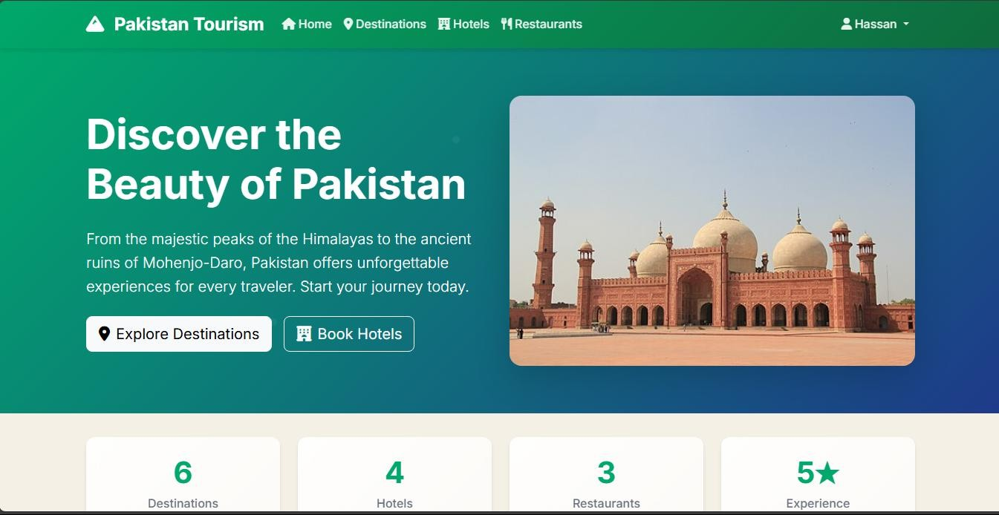 Pakistan Tourism Home Destinations Hotels Restaurants Hassan
Discover the
Beauty of Pakistan
From the majestic peaks of the Himalayas to the ancient
ruins of Mohenjo-Daro, Pakistan offers unforgettable
experiences for every traveler. Start your journey today.
Explore Destinations Book Hotels
6 4 3 5★
Destinations Hotels Restaurants Experience